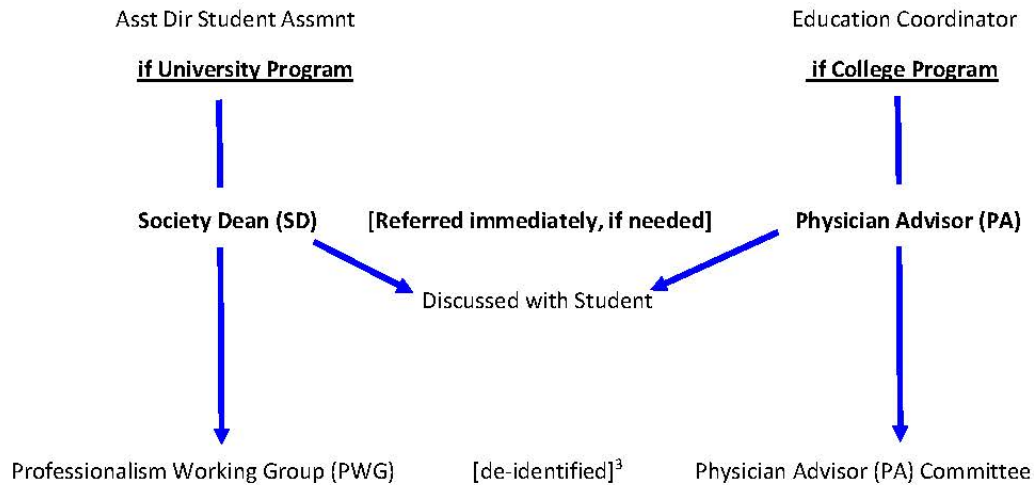 Asst Dir Student Assmnt Education Coordinator
if University Program if College Program
Society Dean (SD) [Referred immediately, if needed] Physician Advisor (PA)
Discussed with Student
Professionalism Working Group (PWG) [de-identified]³ Physician Advisor (PA) Committee